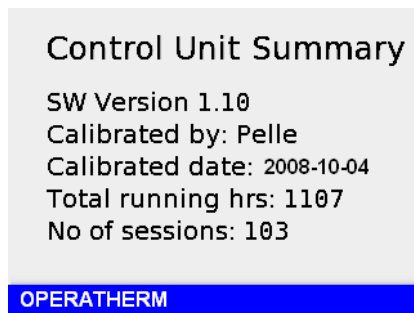 Control Unit Summary
SW Version 1.10
Calibrated by: Pelle
Calibrated date: 2008-10-04
Total running hrs: 1107
No of sessions: 103
OPERATHERM